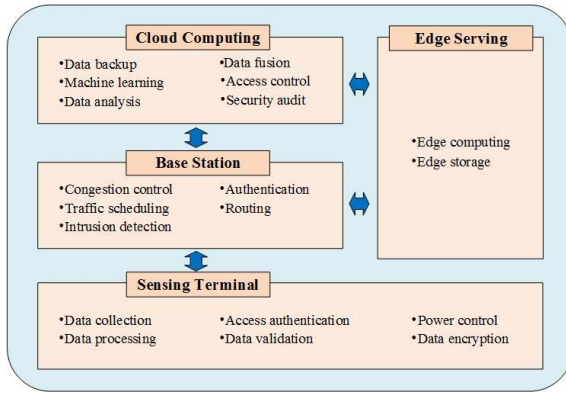 Cloud Computing
•Data backup
•Machine learning
•Data analysis
•Data fusion
•Access control
•Security audit
Edge Serving
•Edge computing
•Edge storage
Base Station
•Congestion control
•Traffic scheduling
•Intrusion detection
•Authentication
•Routing
Sensing Terminal
•Data collection
•Data processing
•Access authentication
•Data validation
•Power control
•Data encryption